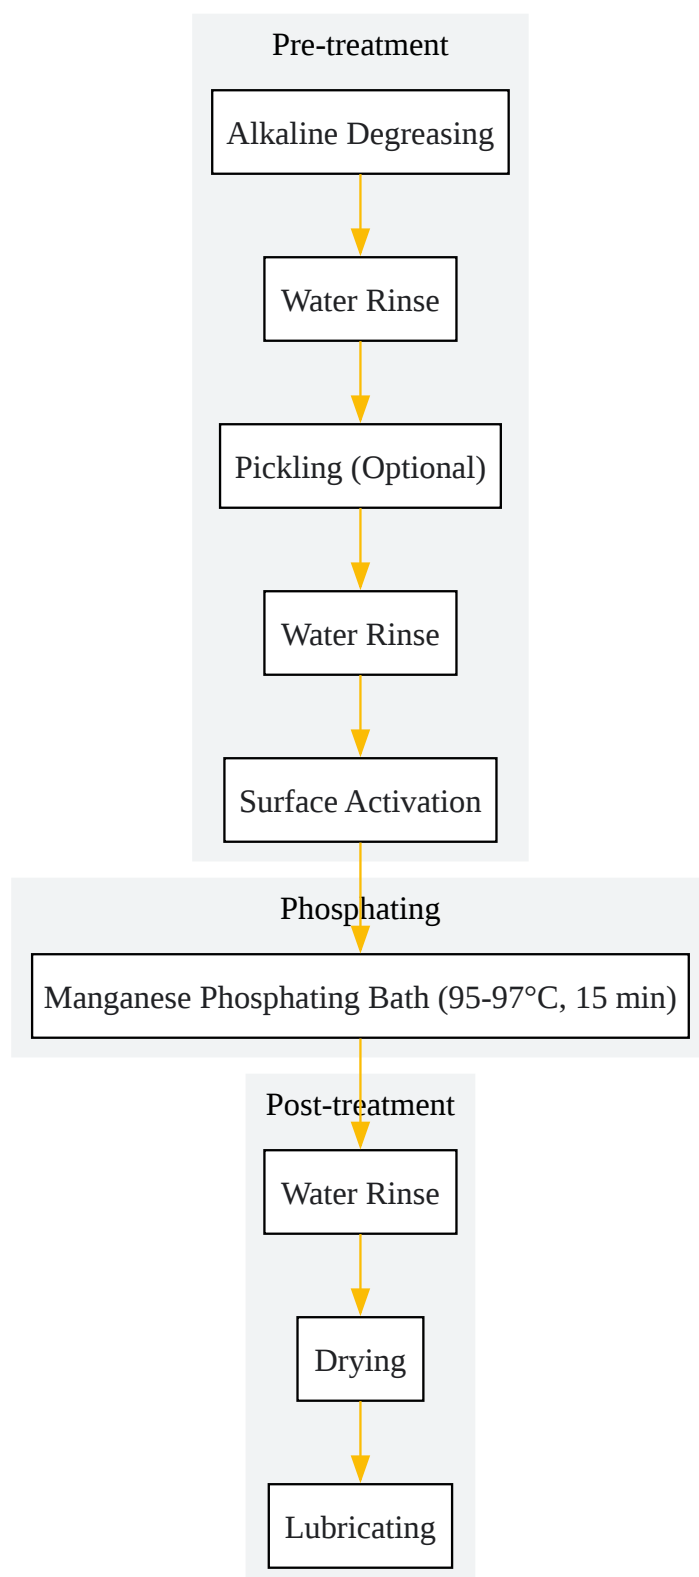 Pre-treatment
Alkaline Degreasing
Water Rinse
Pickling (Optional)
Water Rinse
Surface Activation
Phosphating
Manganese Phosphating Bath (95-97°C, 15 min)
Post-treatment
Water Rinse
Drying
Lubricating